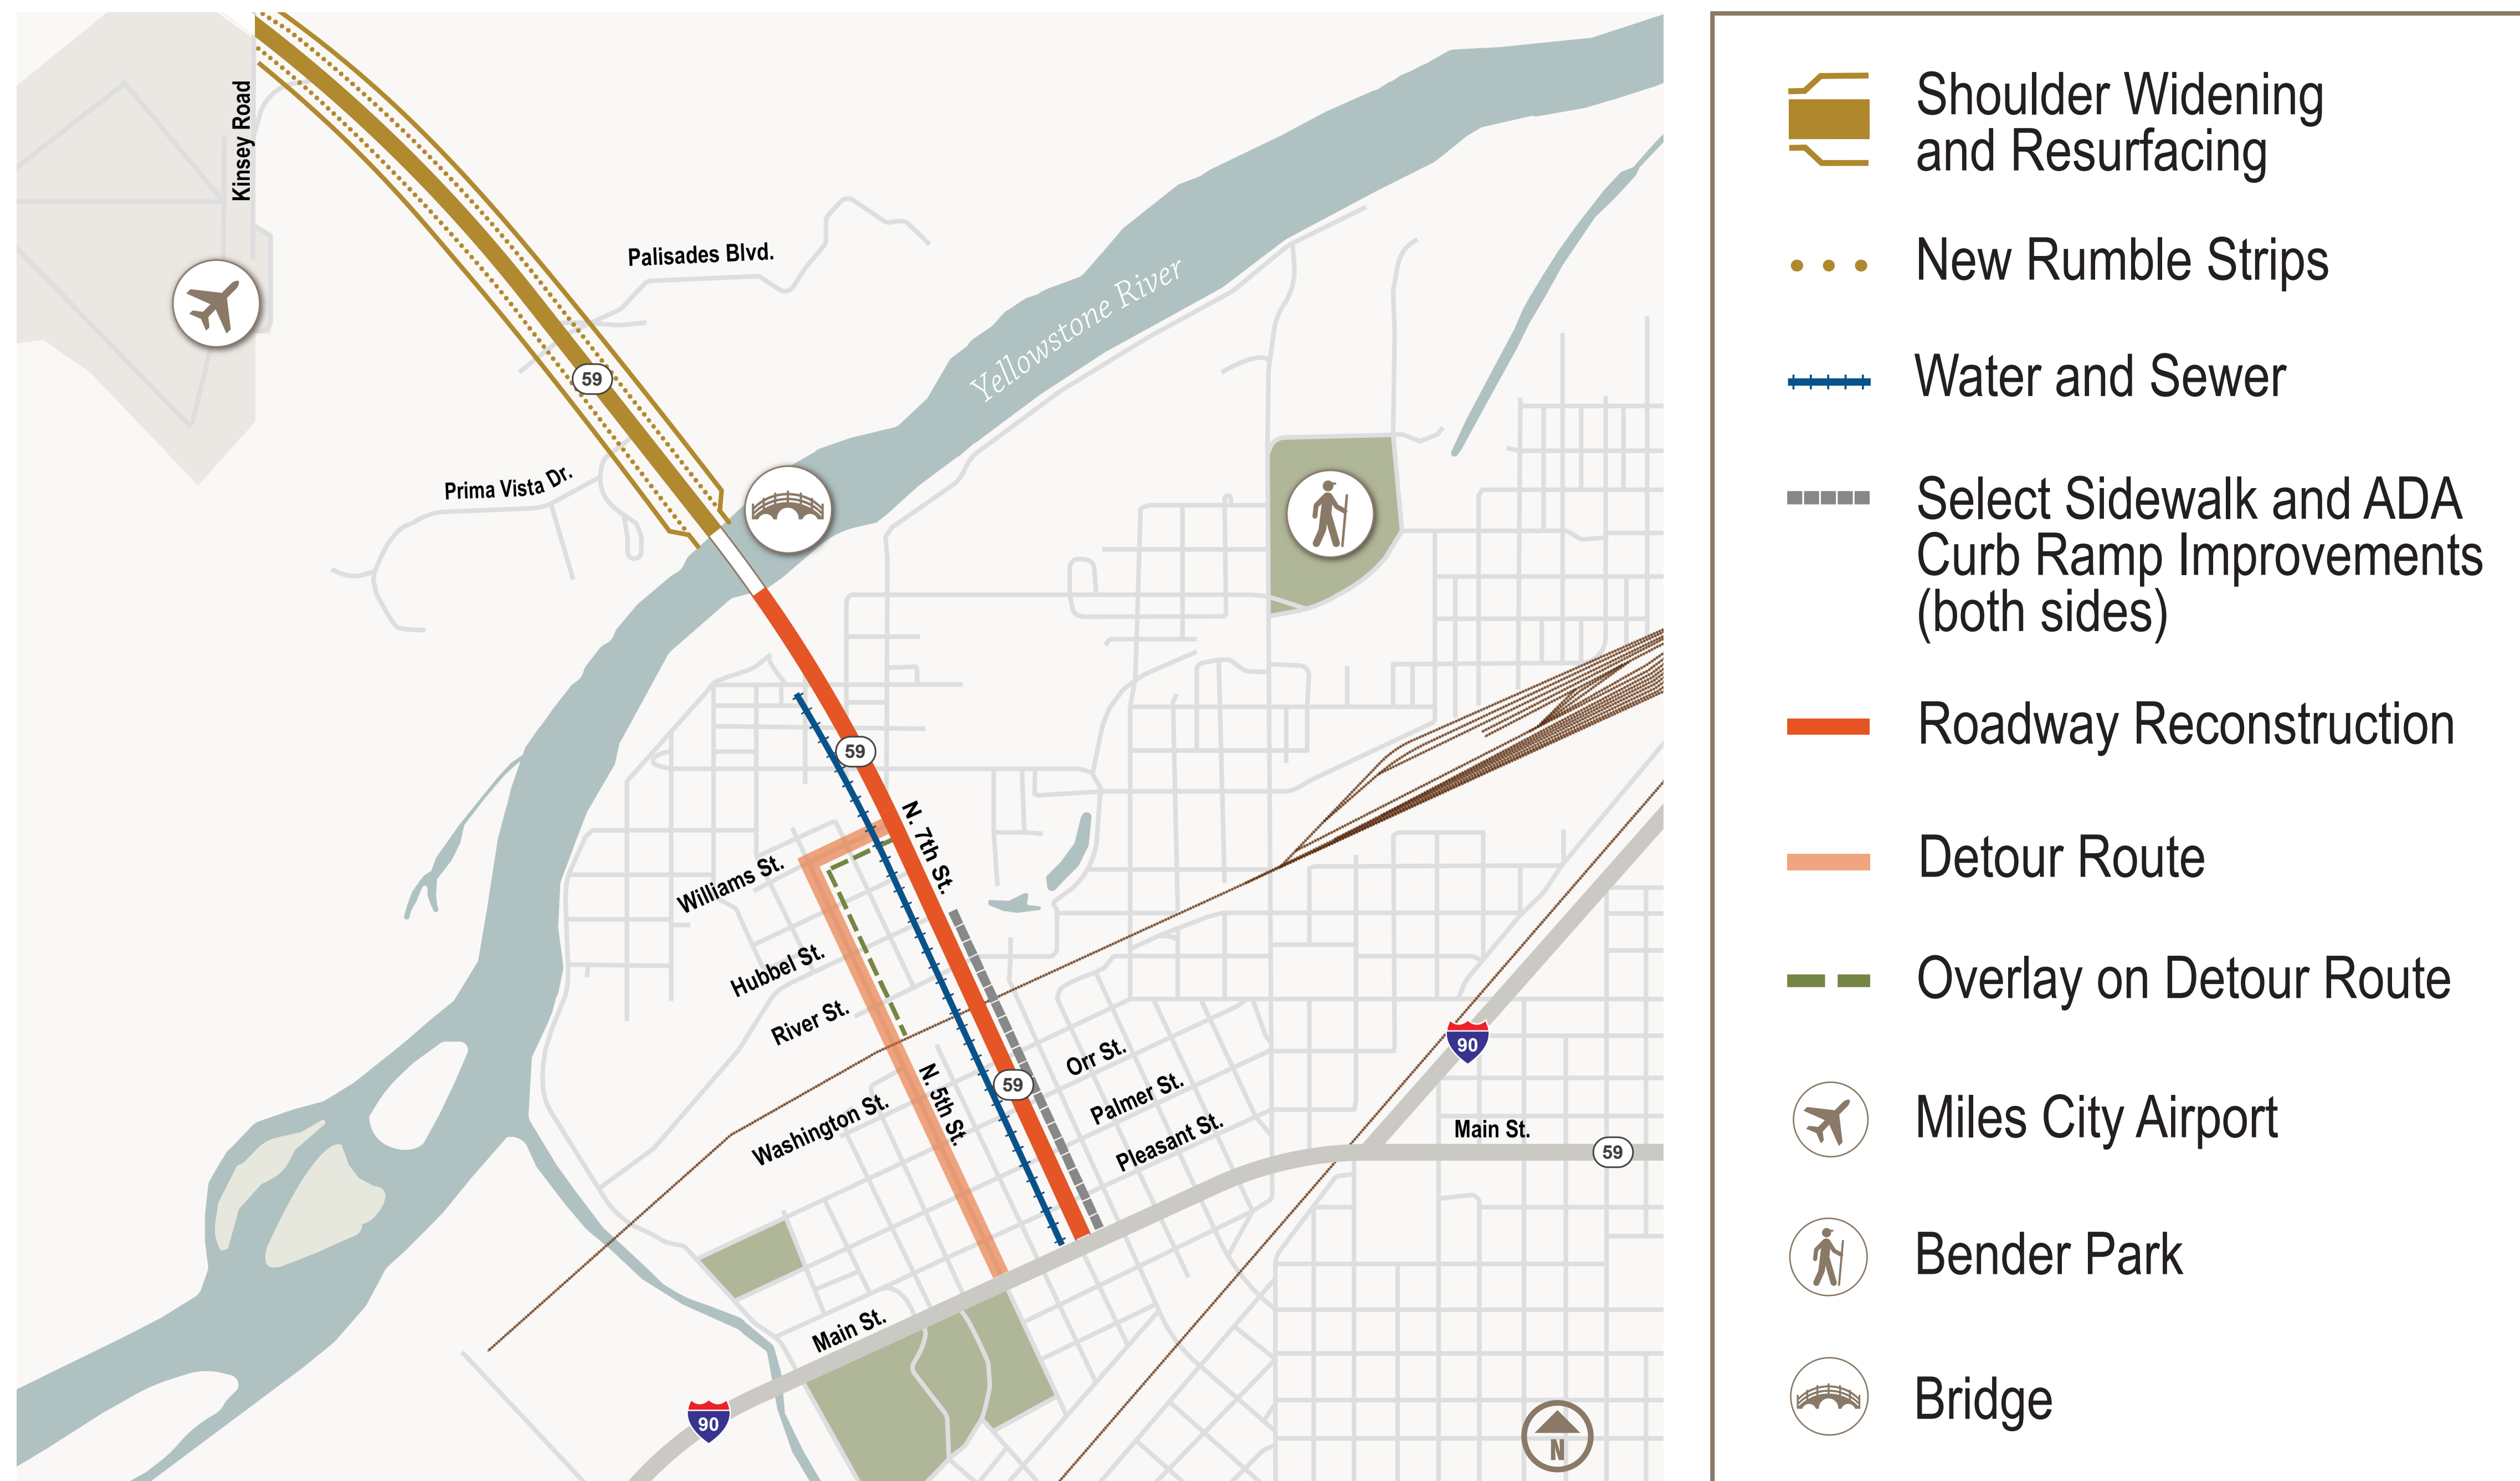 Kinsey Road
Palisades Blvd.
Yellowstone River
59
Prima Vista Dr.
59
N. 7th St.
Williams St.
Hubbel St.
River St.
Orr St.
90
59
N. 5th St.
Palmer St.
Washington St.
Pleasant St.
Main St.
59
Main St.
90
N
Shoulder Widening
and Resurfacing
New Rumble Strips
Water and Sewer
Select Sidewalk and ADA
Curb Ramp Improvements
(both sides)
Roadway Reconstruction
Detour Route
Overlay on Detour Route
Miles City Airport
Bender Park
Bridge